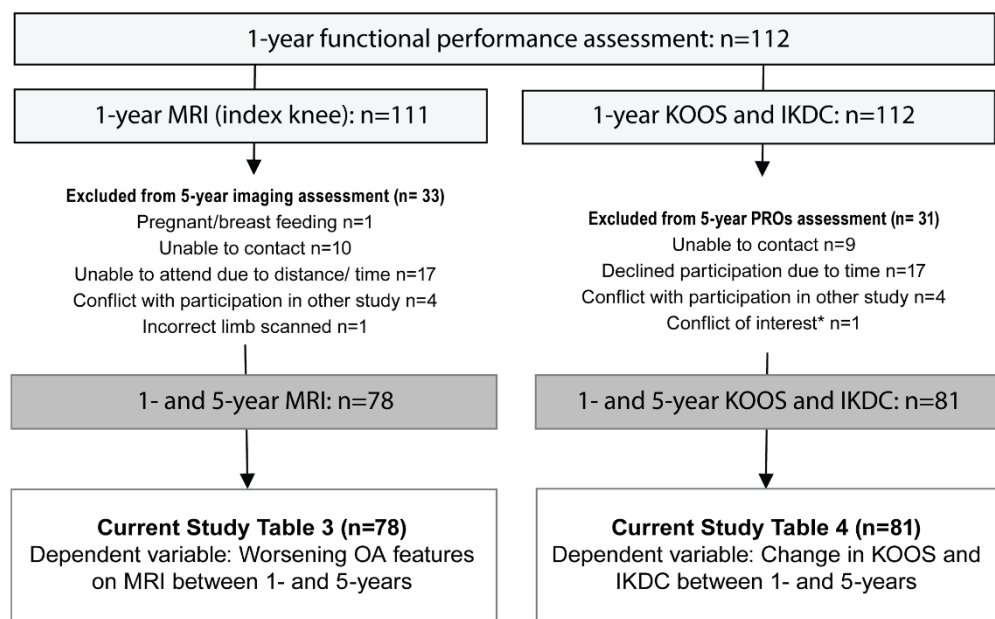 1-year functional performance assessment: n=112
1-year MRI (index knee): n=111
Excluded from 5-year imaging assessment (n= 33)
Pregnant/breast feeding n=1
Unable to contact n=10
Unable to attend due to distance/ time n=17
Conflict with participation in other study n=4
Incorrect limb scanned n=1
1- and 5-year MRI: n=78
Current Study Table 3 (n=78)
Dependent variable: Worsening OA features
on MRI between 1- and 5-years
1-year KOOS and IKDC: n=112
Excluded from 5-year PROs assessment (n= 31)
Unable to contact n=9
Declined participation due to time n=17
Conflict with participation in other study n=4
Conflict of interest* n=1
1- and 5-year KOOS and IKDC: n=81
Current Study Table 4 (n=81)
Dependent variable: Change in KOOS and
IKDC between 1- and 5-years